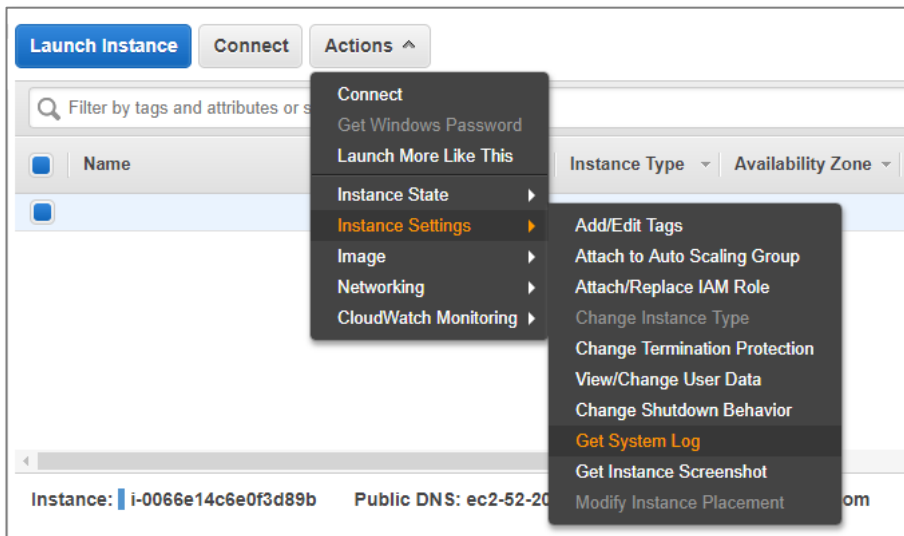 Launch Instance Connect Actions
Filter by tags and attributes or s
Connect
Get Windows Password
Launch More Like This
Name Instance Type Availability Zone
Instance State
Instance Settings
Image
Networking
CloudWatch Monitoring
Add/Edit Tags
Attach to Auto Scaling Group
Attach/Replace IAM Role
Change Instance Type
Change Termination Protection
View/Change User Data
Change Shutdown Behavior
Get System Log
Get Instance Screenshot
Modify Instance Placement
Instance: i-0066e14c6e0f3d89b Public DNS: ec2-52-20 om